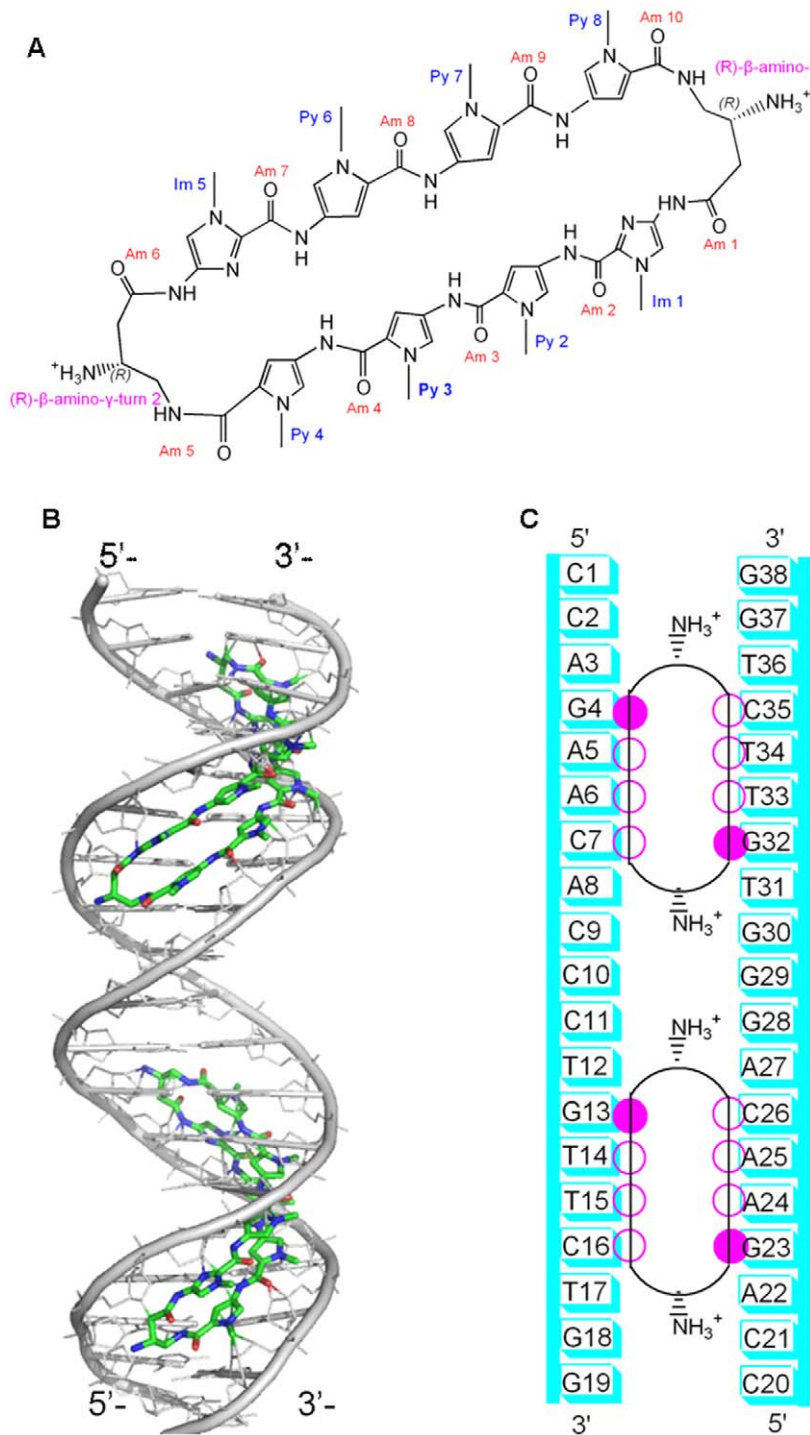 A
Py 8
Am 10
Am 9
(R)-β-amino-
Py 7
NH
(R)
NH₃⁺
Am 8
Py 6
Am 7
Im 5
Am 6
Am 1
Im 1
Am 2
Py 2
Am 3
⁺H₃N
(R)
Py 3
(R)-β-amino-γ-turn 2
Am 4
Py 4
Am 5
B
C
5'-
3'-
5'
3'
C1 G38
C2 G37
NH₃⁺
A3 T36
G4 C35
A5 T34
A6 T33
C7 G32
A8 T31
NH₃⁺
C9 G30
C10 G29
C11 G28
NH₃⁺
T12 A27
G13 C26
T14 A25
T15 A24
C16 G23
T17 A22
NH₃⁺
G18 C21
G19 C20
5'-
3'-
3'
5'